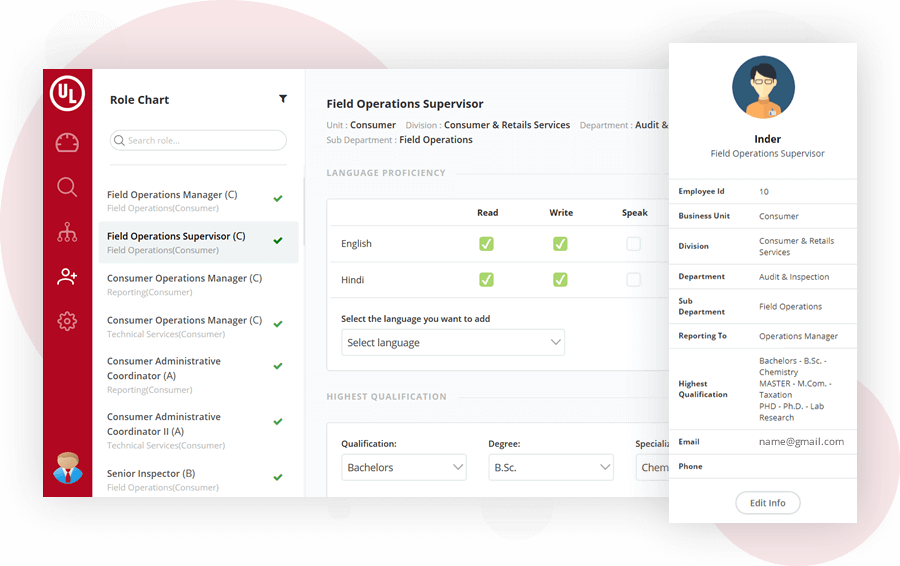 UL
Role Chart
Search role...
Field Operations Manager (C)
Field Operations(Consumer)
Field Operations Supervisor (C)
Field Operations(Consumer)
Consumer Operations Manager (C)
Reporting(Consumer)
Consumer Operations Manager (C)
Technical Services(Consumer)
Consumer Administrative
Coordinator (A)
Reporting(Consumer)
Consumer Administrative
Coordinator II (A)
Technical Services(Consumer)
Senior Inspector (B)
Field Operations(Consumer)
Field Operations Supervisor
Unit : Consumer Division : Consumer & Retails Services Department : Audit &
Sub Department : Field Operations
LANGUAGE PROFICIENCY
Read Write Speak
English
Hindi
Select the language you want to add
Select language
HIGHEST QUALIFICATION
Qualification: Degree: Specializ
Bachelors B.Sc. Chem
Inder
Field Operations Supervisor
Employee Id 10
Business Unit Consumer
Division Consumer & Retails
Services
Department Audit & Inspection
Sub
Department Field Operations
Reporting To Operations Manager
Highest
Qualification Bachelors - B.Sc. -
Chemistry
MASTER - M.Com. -
Taxation
PHD - Ph.D. - Lab
Research
Email name@gmail.com
Phone
Edit Info